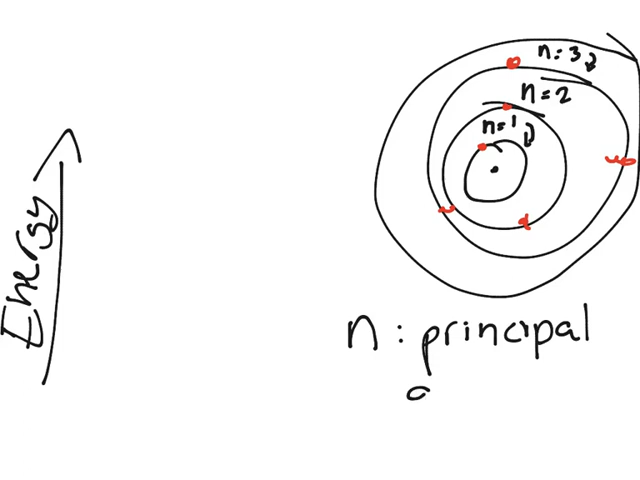 n: 3
n = 2
n=1
Energy
n : principal